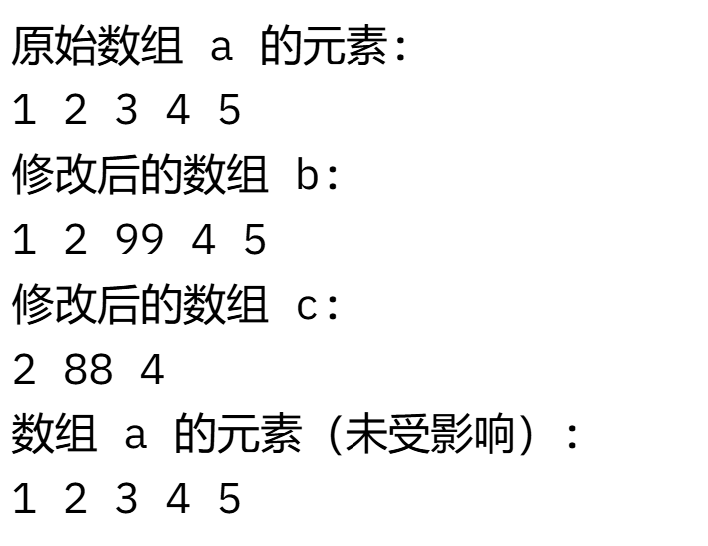 原始数组 a 的元素:
1 2 3 4 5
修改后的数组 b:
1 2 99 4 5
修改后的数组 c:
2 88 4
数组 a 的元素（未受影响）:
1 2 3 4 5